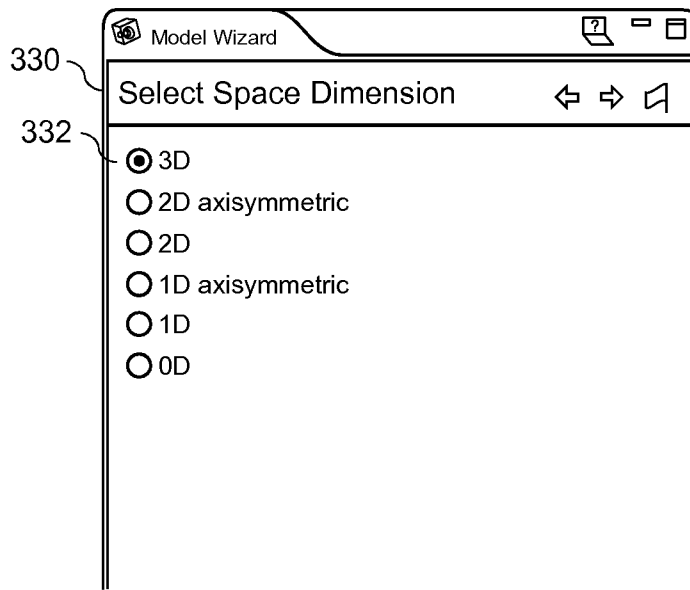 Model Wizard
?
330
Select Space Dimension
332
3D
2D axisymmetric
2D
1D axisymmetric
1D
0D